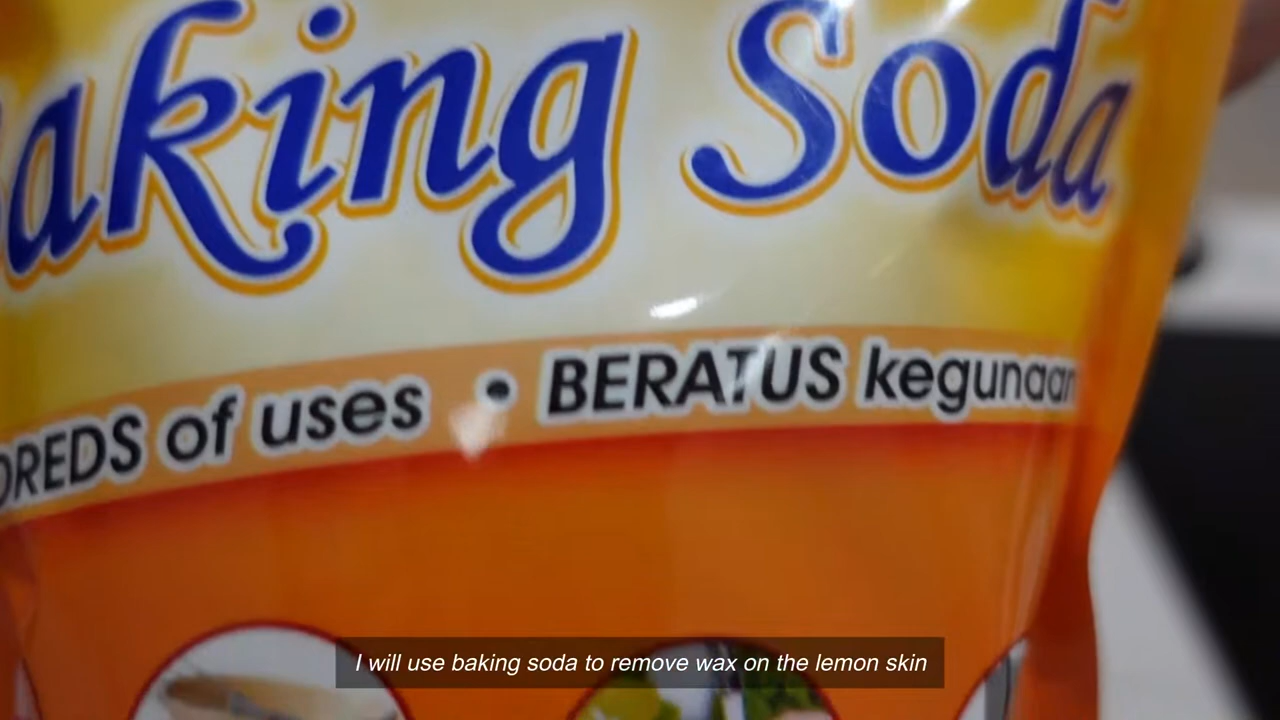 aking Soda
DREDS of uses • BERATUS kegunaan
I will use baking soda to remove wax on the lemon skin